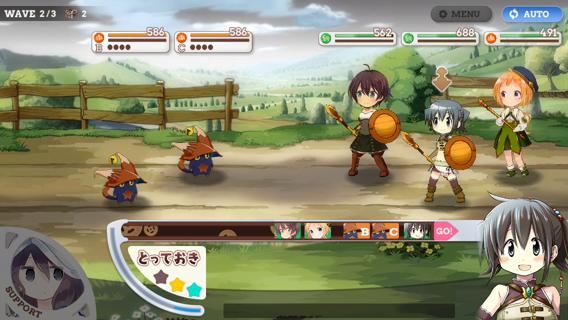 WAVE 2/3 2
MENU
AUTO
586
B
586
C
562
688
491
B
C
GO!
とっておき
SUPPORT